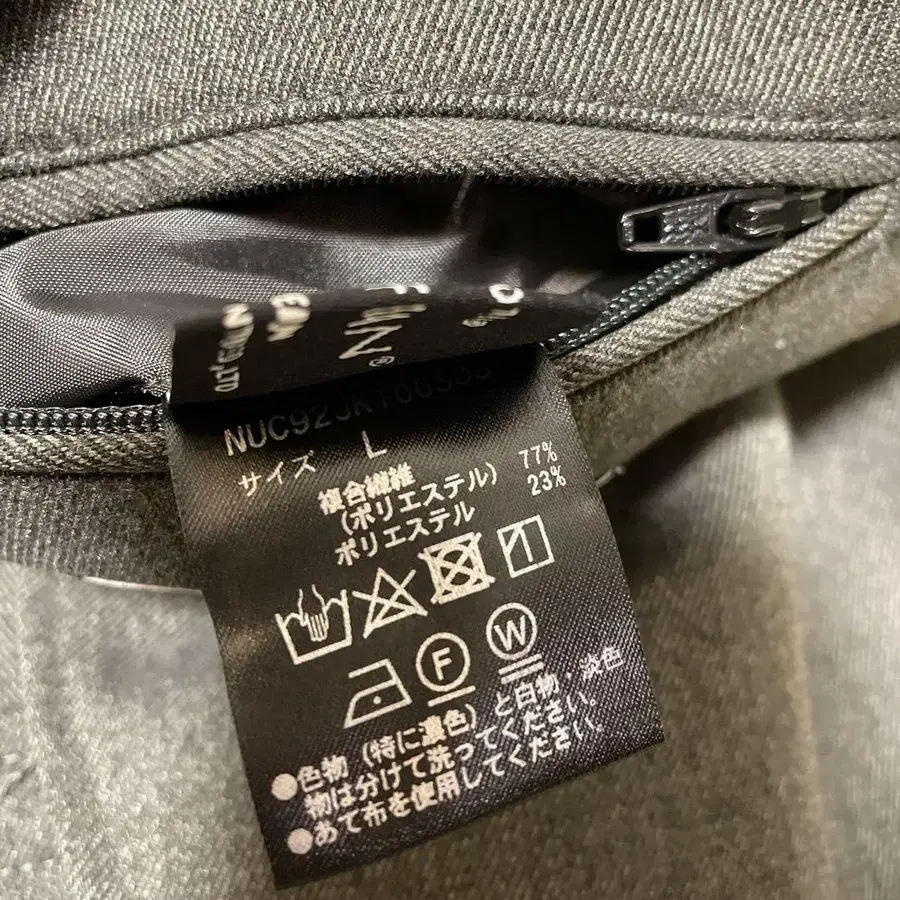 NUC92JKT00503
サイズ L
複合繊維
(ポリエステル) 77%
ポリエステル 23%
F W
●色物(特に濃色)と白物・淡色
物は分けて洗ってください。
●あて布を使用してください。